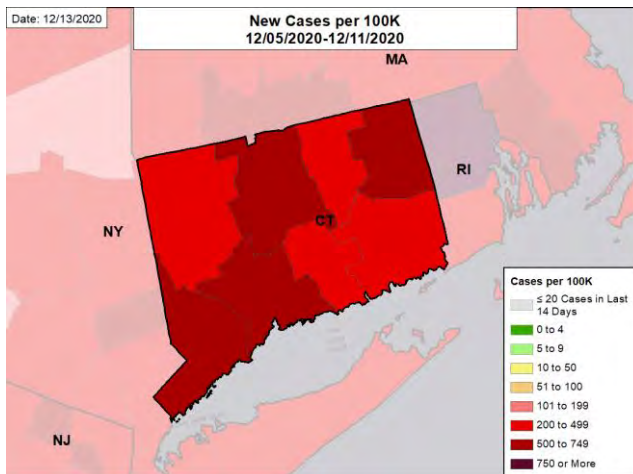 Date: 12/13/2020
New Cases per 100K
12/05/2020-12/11/2020
MA
RI
CT
NY
NJ
Cases per 100K
≤ 20 Cases in Last
14 Days
0 to 4
5 to 9
10 to 50
51 to 100
101 to 199
200 to 499
500 to 749
750 or More